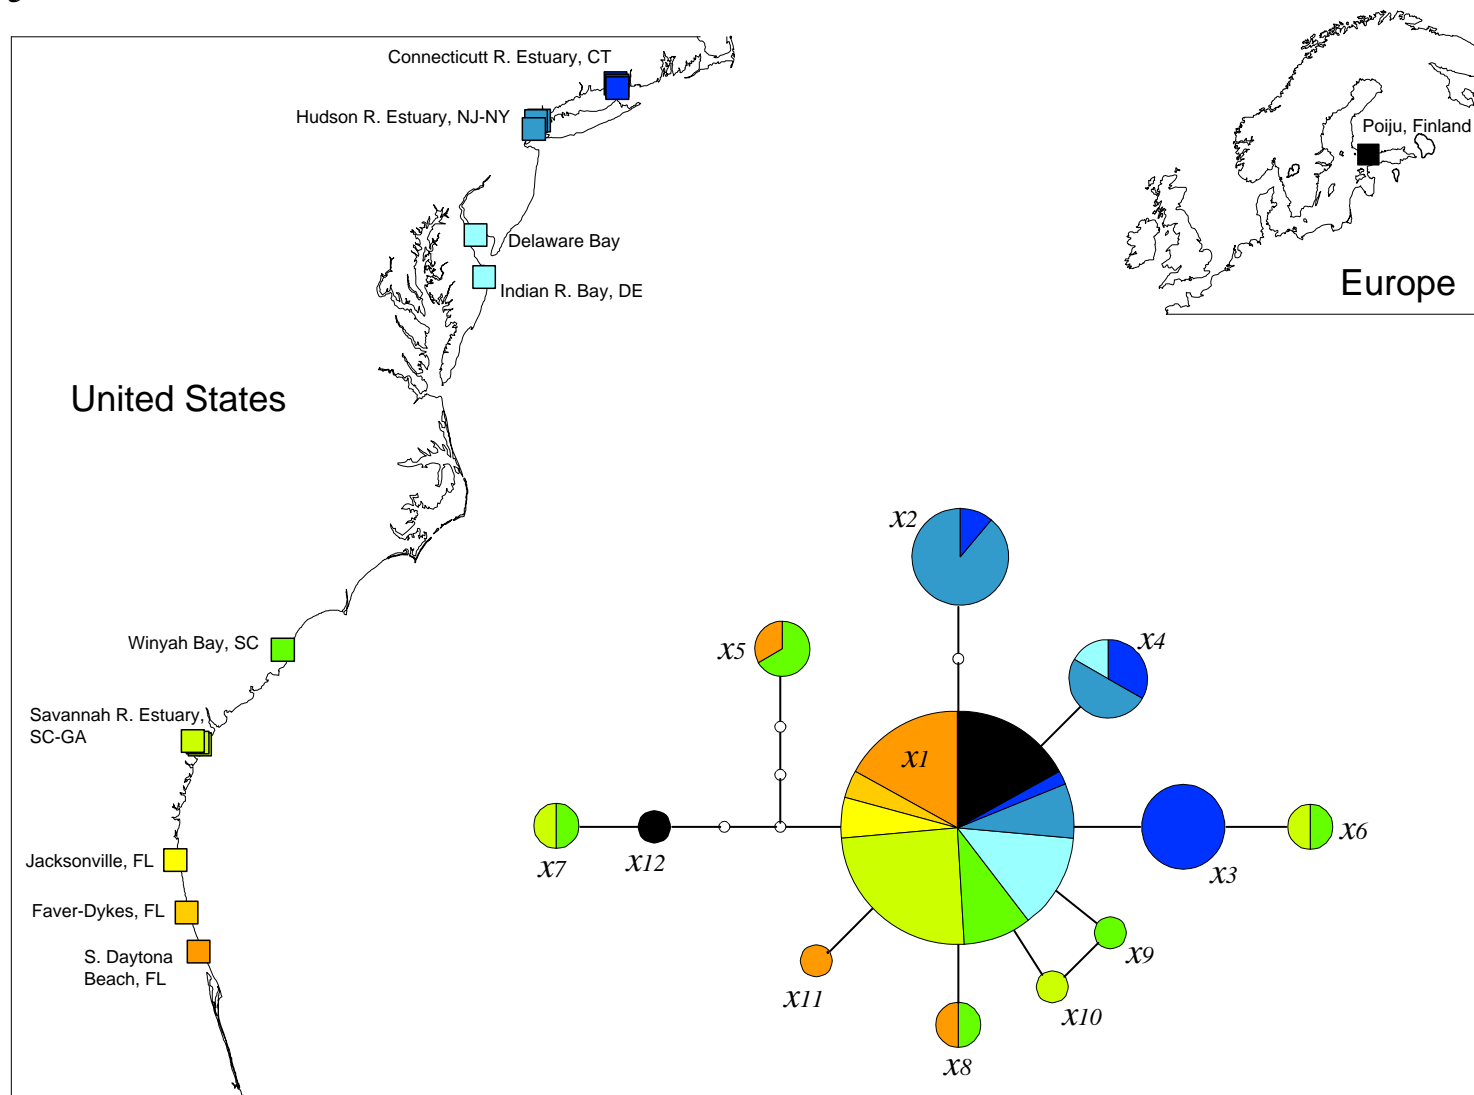 Connecticutt R. Estuary, CT
Hudson R. Estuary, NJ-NY
Poiju, Finland
Delaware Bay
Indian R. Bay, DE
Europe
United States
x2
Winyah Bay, SC
x5
x4
Savannah R. Estuary,
SC-GA
x1
x7
x12
x3
x6
Jacksonville, FL
Faver-Dykes, FL
S. Daytona
Beach, FL
x9
x11
x10
x8